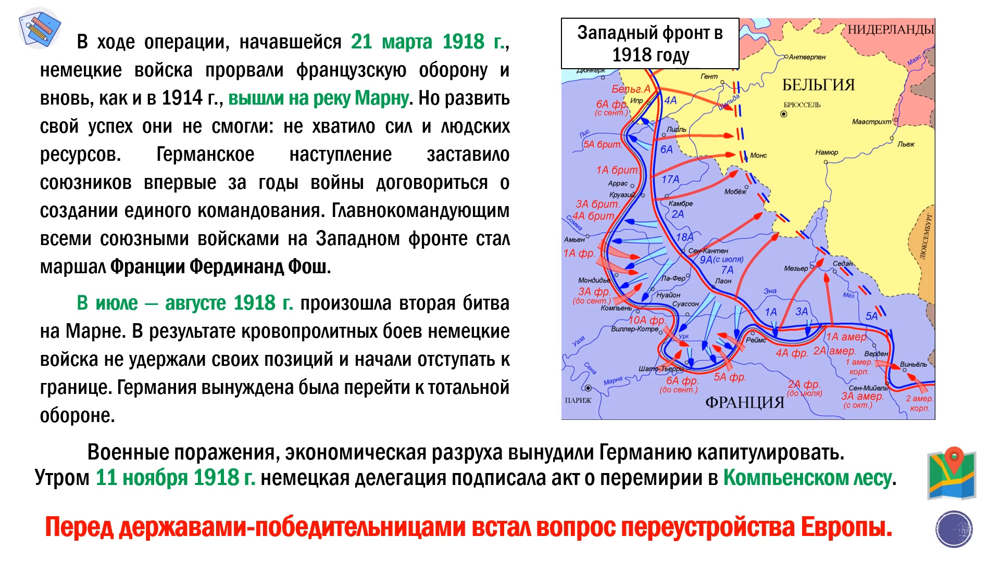 В ходе операции, начавшейся 21 марта 1918 г.,
немецкие войска прорвали французскую оборону и
вновь, как и в 1914 г., вышли на реку Марну. Но развить
свой успех они не смогли: не хватило сил и людских
ресурсов. Германское наступление заставило
союзников впервые за годы войны договориться о
создании единого командования. Главнокомандующим
всеми союзными войсками на Западном фронте стал
маршал Франции Фердинанд Фош.
В июле — августе 1918 г. произошла вторая битва
на Марне. В результате кровопролитных боев немецкие
войска не удержали своих позиций и начали отступать к
границе. Германия вынуждена была перейти к тотальной
обороне.
Западный фронт в
1918 году
НИДЕРЛАНДЫ
Антверпен
Маас
Дюнкерк
Гент
БЕЛЬГИЯ
Бельг.А
Ипр
4А
Шельда
БРЮССЕЛЬ
6А фр.
(с сент.)
Маастрихт
Лис
Лилль
5А брит.
6А
Льеж
Намюр
Монс
1А брит.
17А
Аррас
Мобёж
Круазий
3А брит.
Камбре
4А брит.
2А
Сомма
ЛЮКСЕМБУРГ
Амьен
18А
1А фр.
Сен-Кантен
9А(с июля)
7А
Мезьер
Седан
Мондидье
Ла-Фер
Лаон
3А фр.
(до сент.)
Нуайон
Эна
Мёз
Суассон
Компьень
1А
3А
5А
10А фр.
Виллер-Котре
Урк
Реймс
1А амер.
Уаза
4А фр.
2А амер.
Верден
1 амер.
корп.
Виньёль
Сена
Шато-Тьерри
Марна
6А фр.
(до сент.)
5А фр.
2А фр.
(до июля)
Сен-Мийель
3А амер.
(с окт.)
2 амер.
корп.
ПАРИЖ
ФРАНЦИЯ
Военные поражения, экономическая разруха вынудили Германию капитулировать.
Утром 11 ноября 1918 г. немецкая делегация подписала акт о перемирии в Компьенском лесу.
Перед державами-победительницами встал вопрос переустройства Европы.